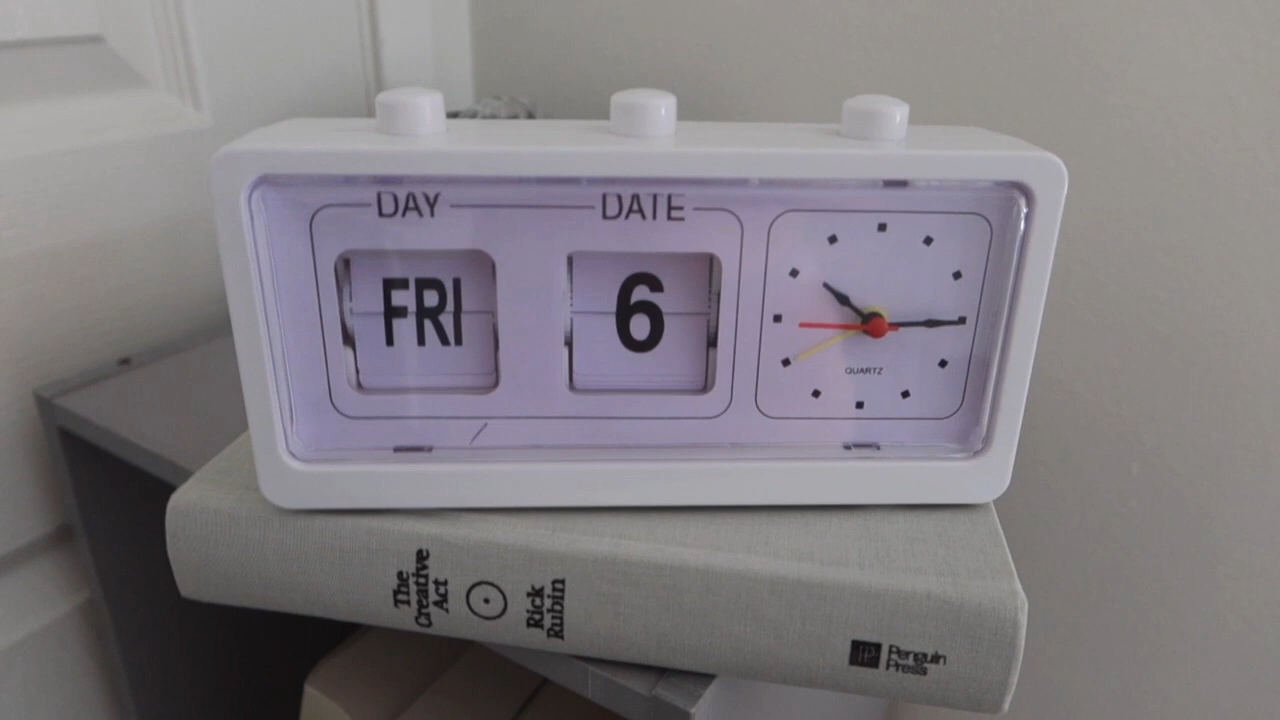 DAY
DATE
FRI
6
QUARTZ
The
Creative
Act
Rick
Rubin
Penguin
Press